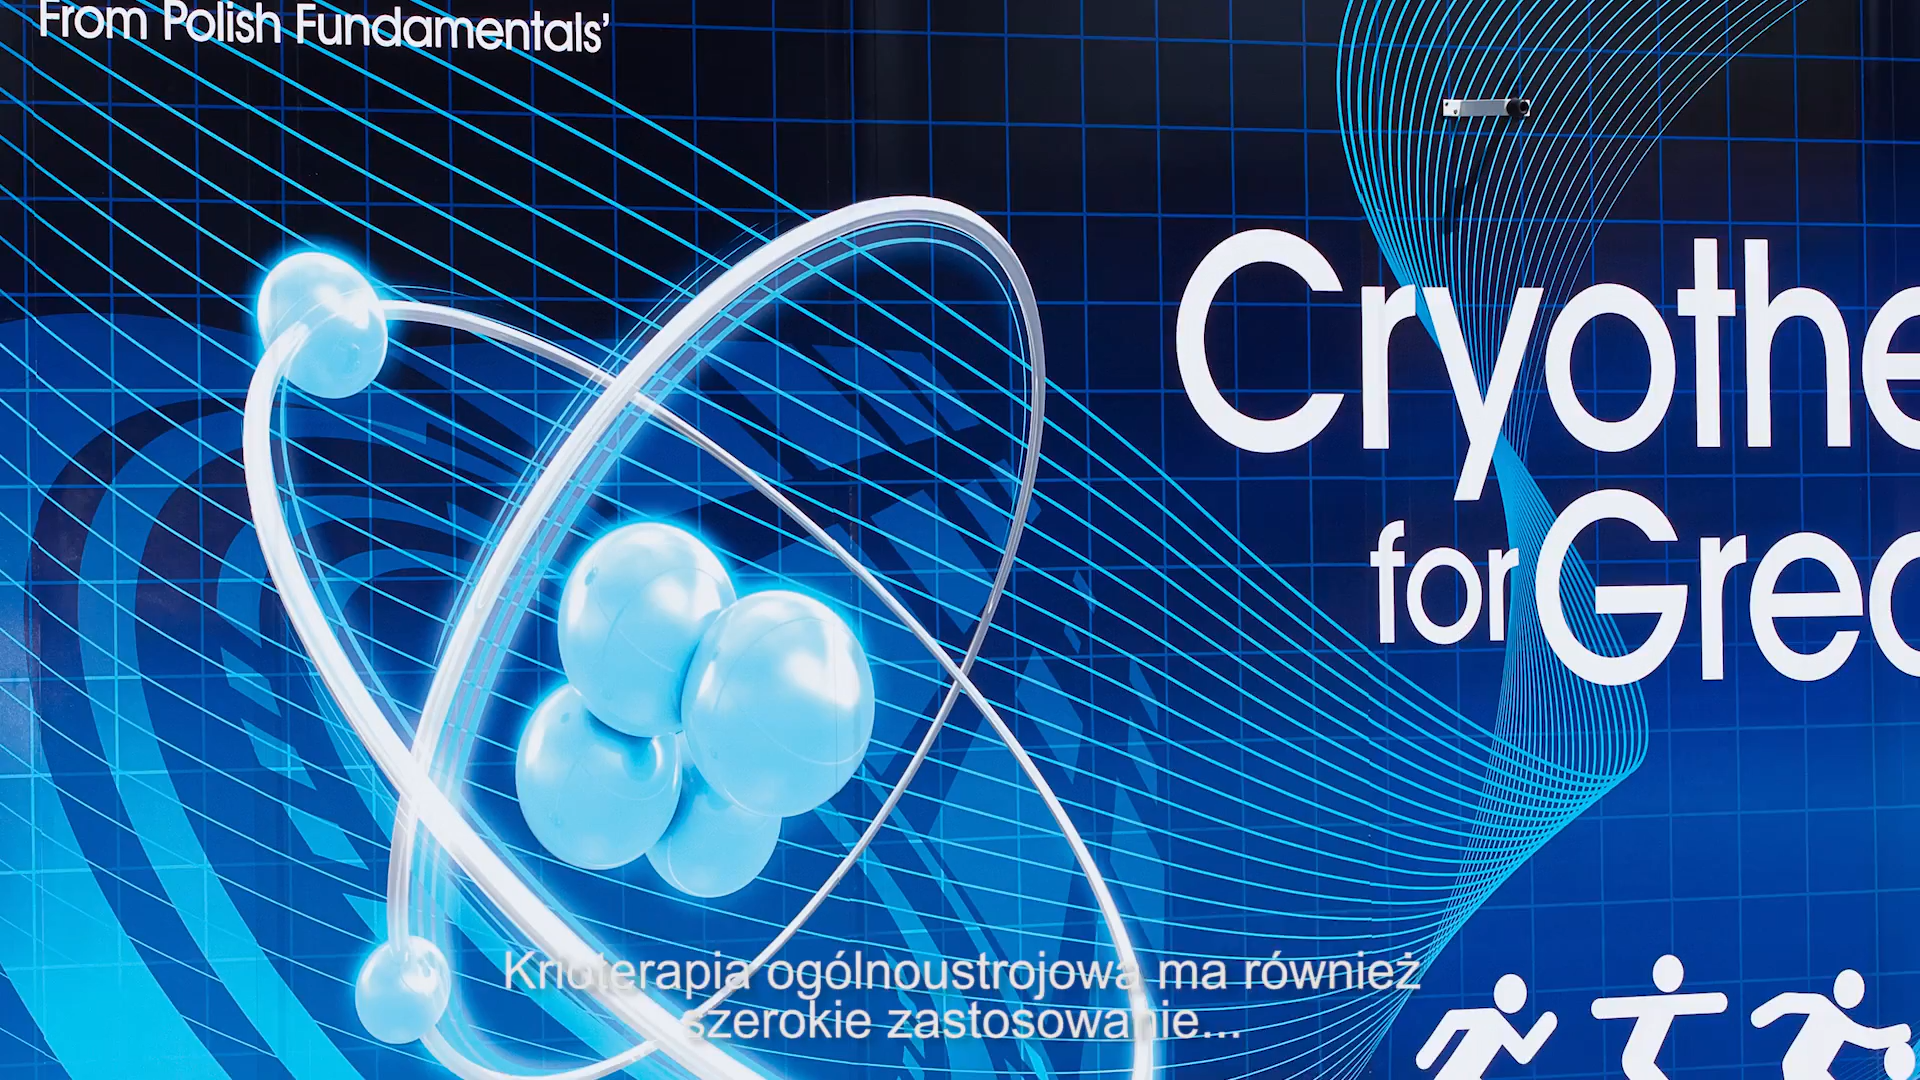 From Polish Fundamentals'
Cryothe
for Grea
Krioterapia ogólnoustrojowa ma również
szerokie zastosowanie...